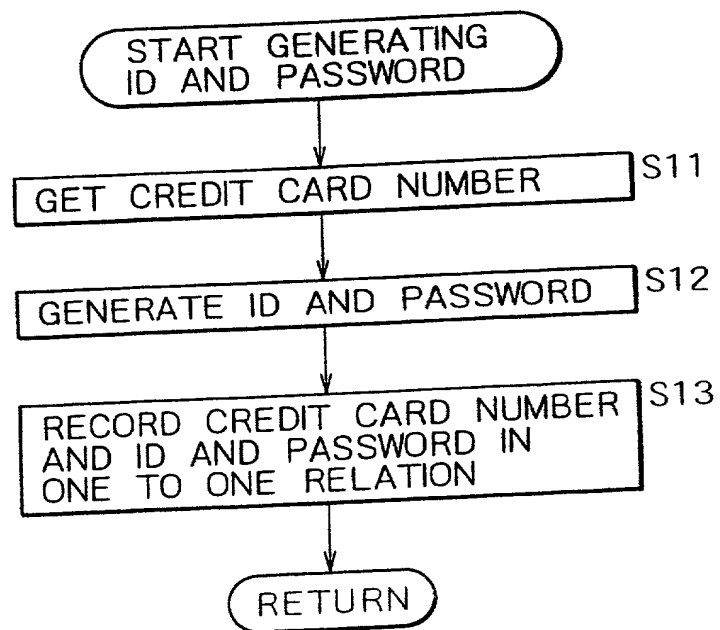 START GENERATING
ID AND PASSWORD
GET CREDIT CARD NUMBER
S11
GENERATE ID AND PASSWORD
S12
RECORD CREDIT CARD NUMBER
S13
AND ID AND PASSWORD IN
ONE TO ONE RELATION
RETURN